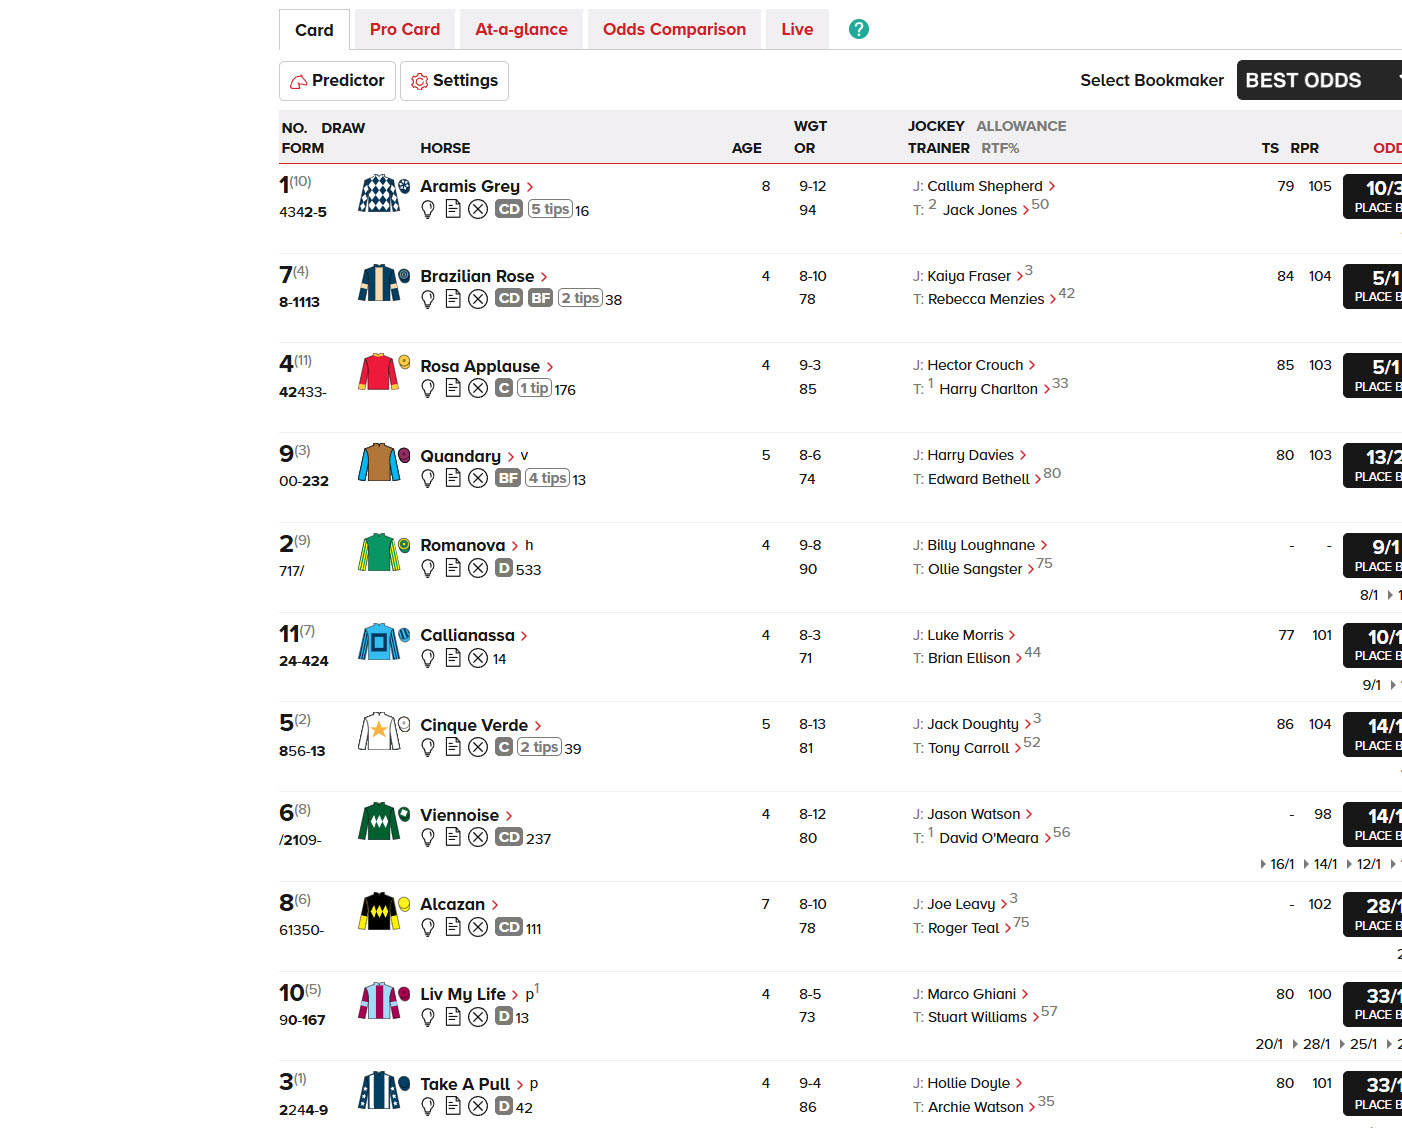 Card Pro Card At-a-glance Odds Comparison Live ?
Predictor Settings Select Bookmaker BEST ODDS
NO. DRAW WGT JOCKEY ALLOWANCE
FORM HORSE AGE OR TRAINER RTF% TS RPR ODD
1(10) Aramis Grey 8 9-12 J: Callum Shepherd 79 105 10/3
4342-5 CD 5 tips 16 94 T: 2 Jack Jones 50 PLACE B
7(4) Brazilian Rose 4 8-10 J: Kaiya Fraser 3 84 104 5/1
8-1113 CD BF 2 tips 38 78 T: Rebecca Menzies 42 PLACE B
4(11) Rosa Applause 4 9-3 J: Hector Crouch 85 103 5/1
42433- C 1 tip 176 85 T: 1 Harry Charlton 33 PLACE B
9(3) Quandary v 5 8-6 J: Harry Davies 80 103 13/2
00-232 BF 4 tips 13 74 T: Edward Bethell 80 PLACE B
2(9) Romanova h 4 9-8 J: Billy Loughnane - - 9/1
717/ D 533 90 T: Ollie Sangster 75 PLACE B
8/1
11(7) Callianassa 4 8-3 J: Luke Morris 77 101 10/1
24-424 14 71 T: Brian Ellison 44 PLACE B
9/1
5(2) Cinque Verde 5 8-13 J: Jack Doughty 3 86 104 14/1
856-13 C 2 tips 39 81 T: Tony Carroll 52 PLACE B
6(8) Viennoise 4 8-12 J: Jason Watson - 98 14/1
/2109- CD 237 80 T: 1 David O'Meara 56 PLACE B
16/1 14/1 12/1
8(6) Alcazan 7 8-10 J: Joe Leavy 3 - 102 28/1
61350- CD 111 78 T: Roger Teal 75 PLACE B
10(5) Liv My Life p1 4 8-5 J: Marco Ghiani 80 100 33/1
90-167 D 13 73 T: Stuart Williams 57 PLACE B
20/1 28/1 25/1
3(1) Take A Pull p 4 9-4 J: Hollie Doyle 80 101 33/1
2244-9 D 42 86 T: Archie Watson 35 PLACE B